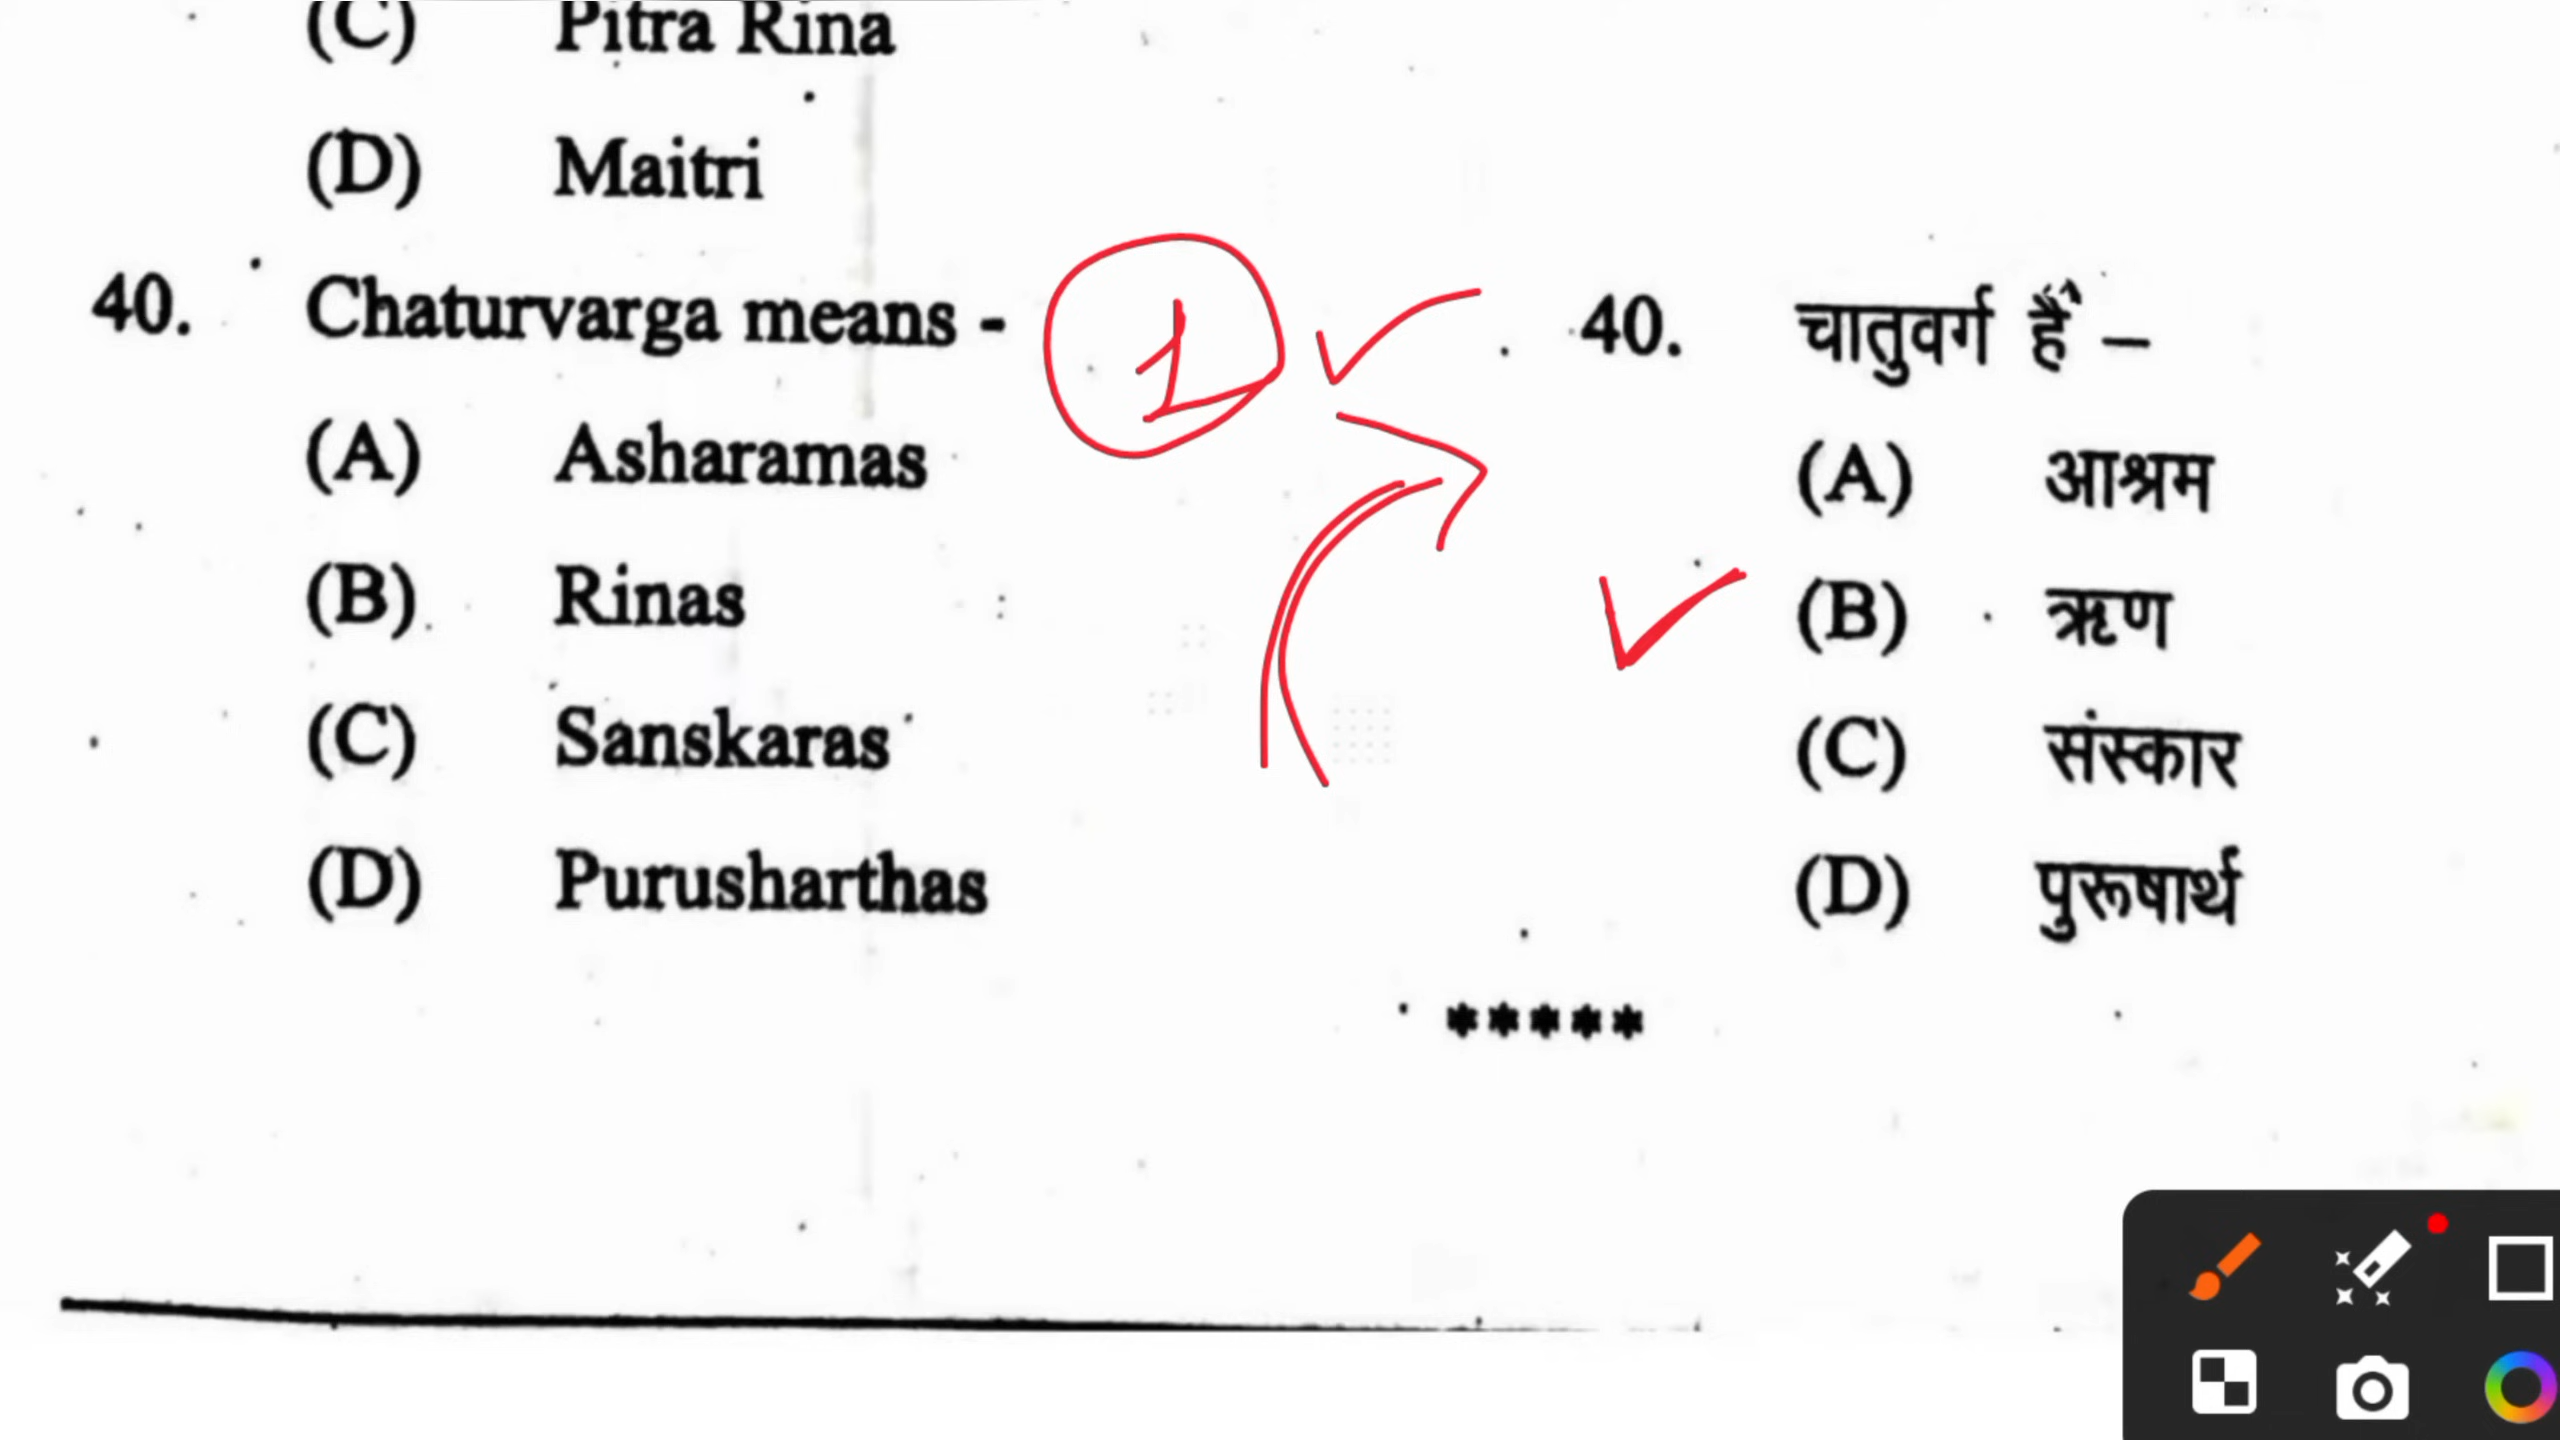 (C) Pitra Rina
(D) Maitri
40. Chaturvarga means -
(A) Asharamas
(B) Rinas
(C) Sanskaras
(D) Purusharthas
1
40. चातुवर्ग हैं –
(A) आश्रम
(B) ऋण
(C) संस्कार
(D) पुरूषार्थ
*****